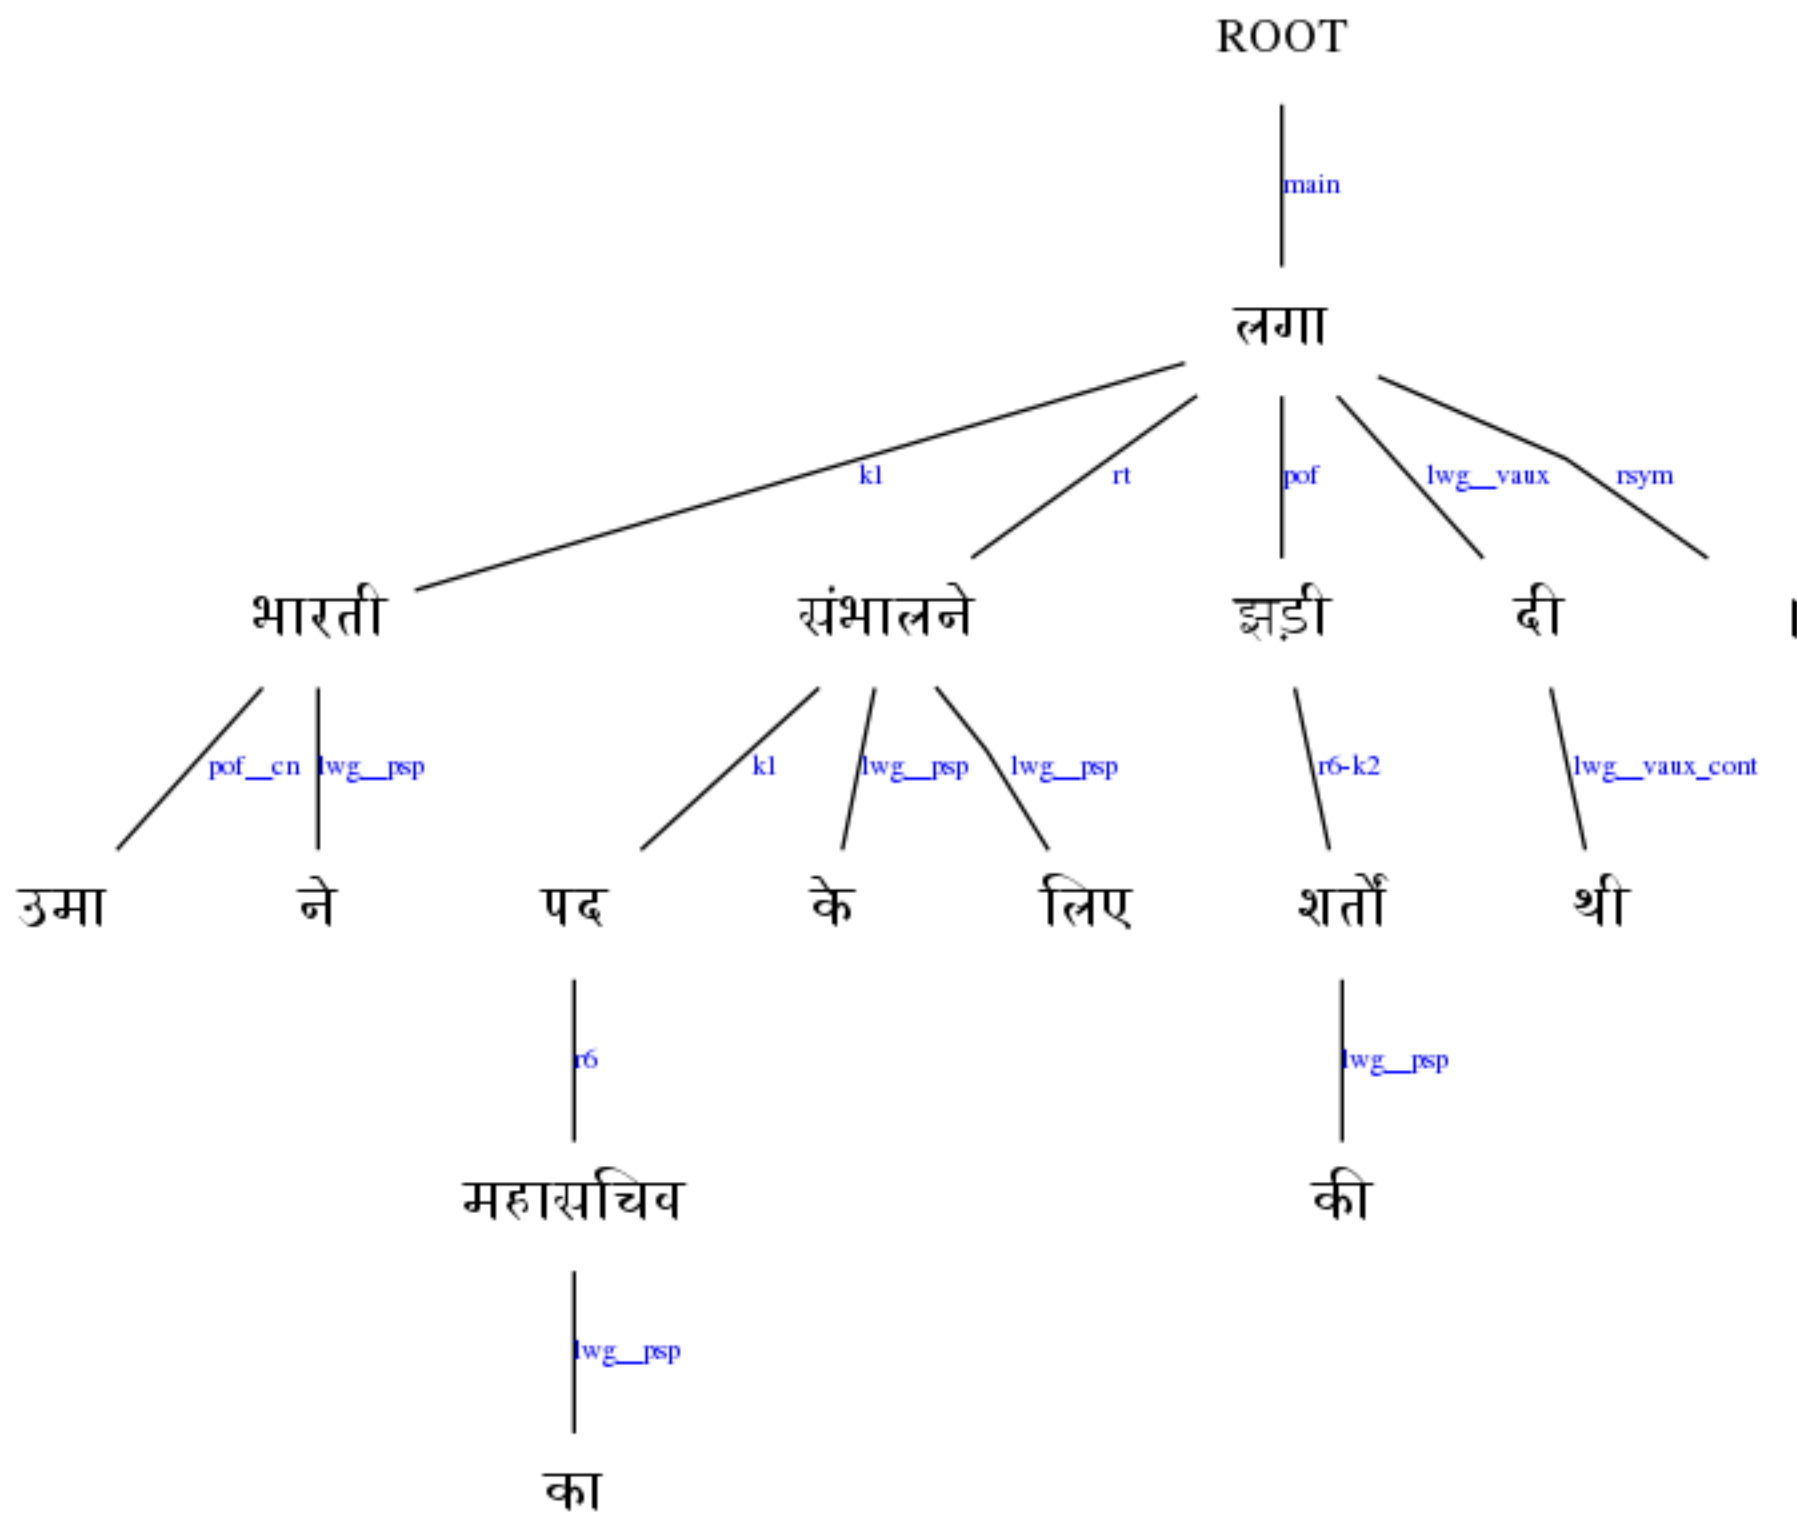 ROOT
main
लगा
k1 rt pof lwg__vaux rsym
भारती संभालने झड़ी दी ।
pof__cn lwg__psp k1 lwg__psp lwg__psp r6-k2 lwg__vaux_cont
उमा ने पद के लिए शर्तों थी
r6 lwg__psp
महासचिव की
lwg__psp
का